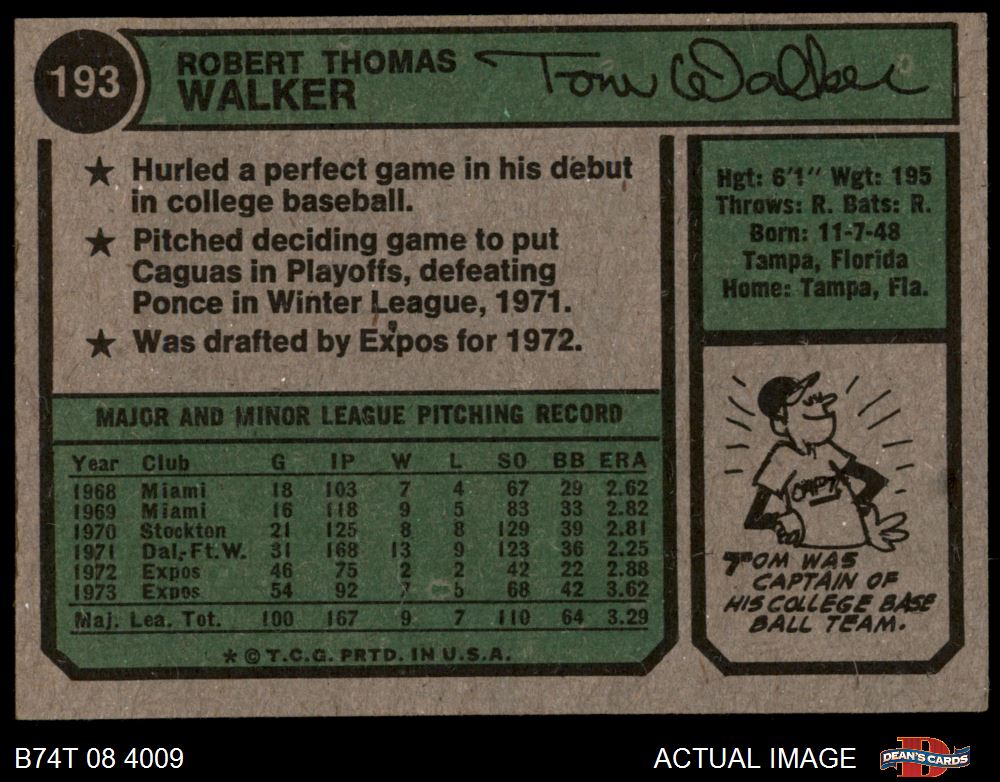 193
ROBERT THOMAS
WALKER
Tom Walker
★ Hurled a perfect game in his debut
in college baseball.
★ Pitched deciding game to put
Caguas in Playoffs, defeating
Ponce in Winter League, 1971.
★ Was drafted by Expos for 1972.
Hgt: 6'1" Wgt: 195
Throws: R. Bats: R.
Born: 11-7-48
Tampa, Florida
Home: Tampa, Fla.
MAJOR AND MINOR LEAGUE PITCHING RECORD
Year Club G IP W L SO BB ERA
1968 Miami 18 103 7 4 67 29 2.62
1969 Miami 16 118 9 5 83 33 2.82
1970 Stockton 21 125 8 8 129 39 2.81
1971 Dal.-Ft.W. 31 168 13 9 123 36 2.25
1972 Expos 46 75 2 2 42 22 2.88
1973 Expos 54 92 7 5 68 42 3.62
Maj. Lea. Tot. 100 167 9 7 110 64 3.29
* © T.C.G. PRTD. IN U.S.A.
CAPT.
TOM WAS
CAPTAIN OF
HIS COLLEGE BASE
BALL TEAM.
B74T 08 4009
ACTUAL IMAGE
DEAN'S CARDS